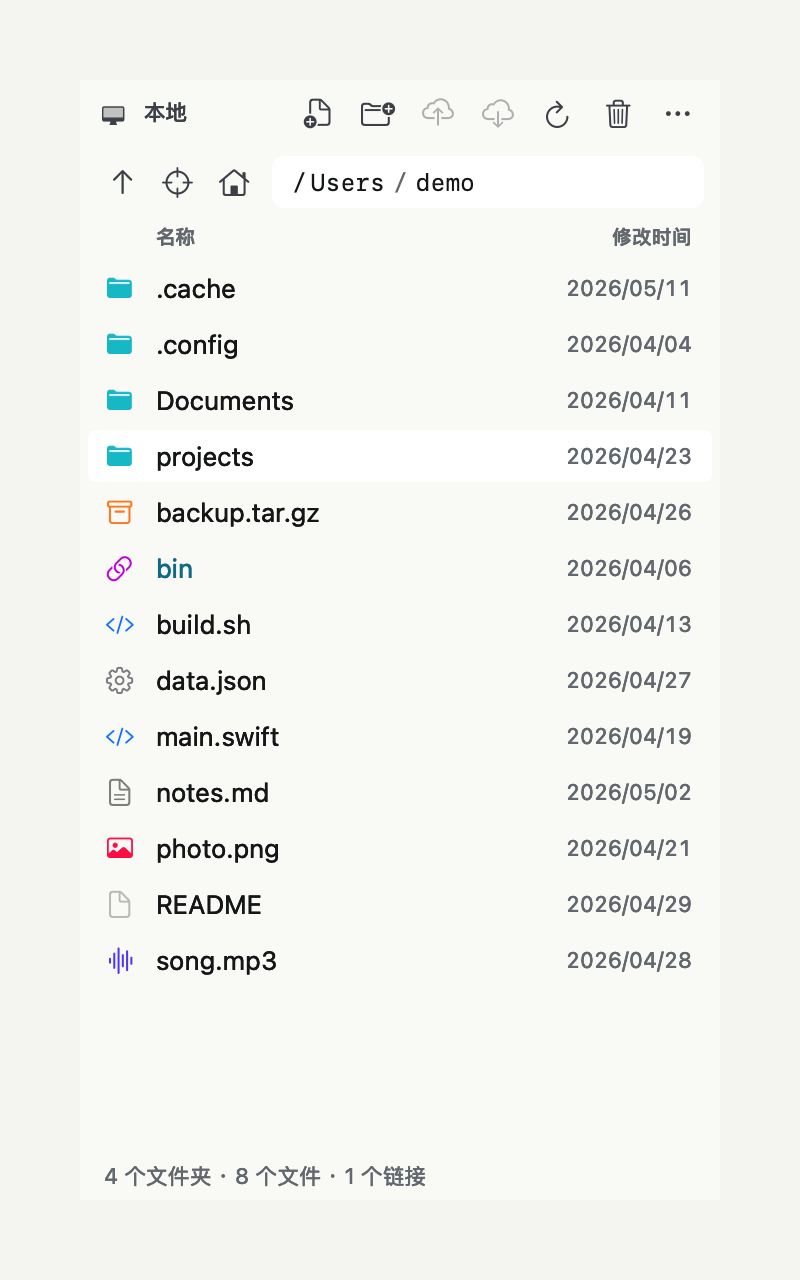 本地
/Users / demo
名称 修改时间
.cache 2026/05/11
.config 2026/04/04
Documents 2026/04/11
projects 2026/04/23
backup.tar.gz 2026/04/26
bin 2026/04/06
build.sh 2026/04/13
data.json 2026/04/27
main.swift 2026/04/19
notes.md 2026/05/02
photo.png 2026/04/21
README 2026/04/29
song.mp3 2026/04/28
4 个文件夹 · 8 个文件 · 1 个链接